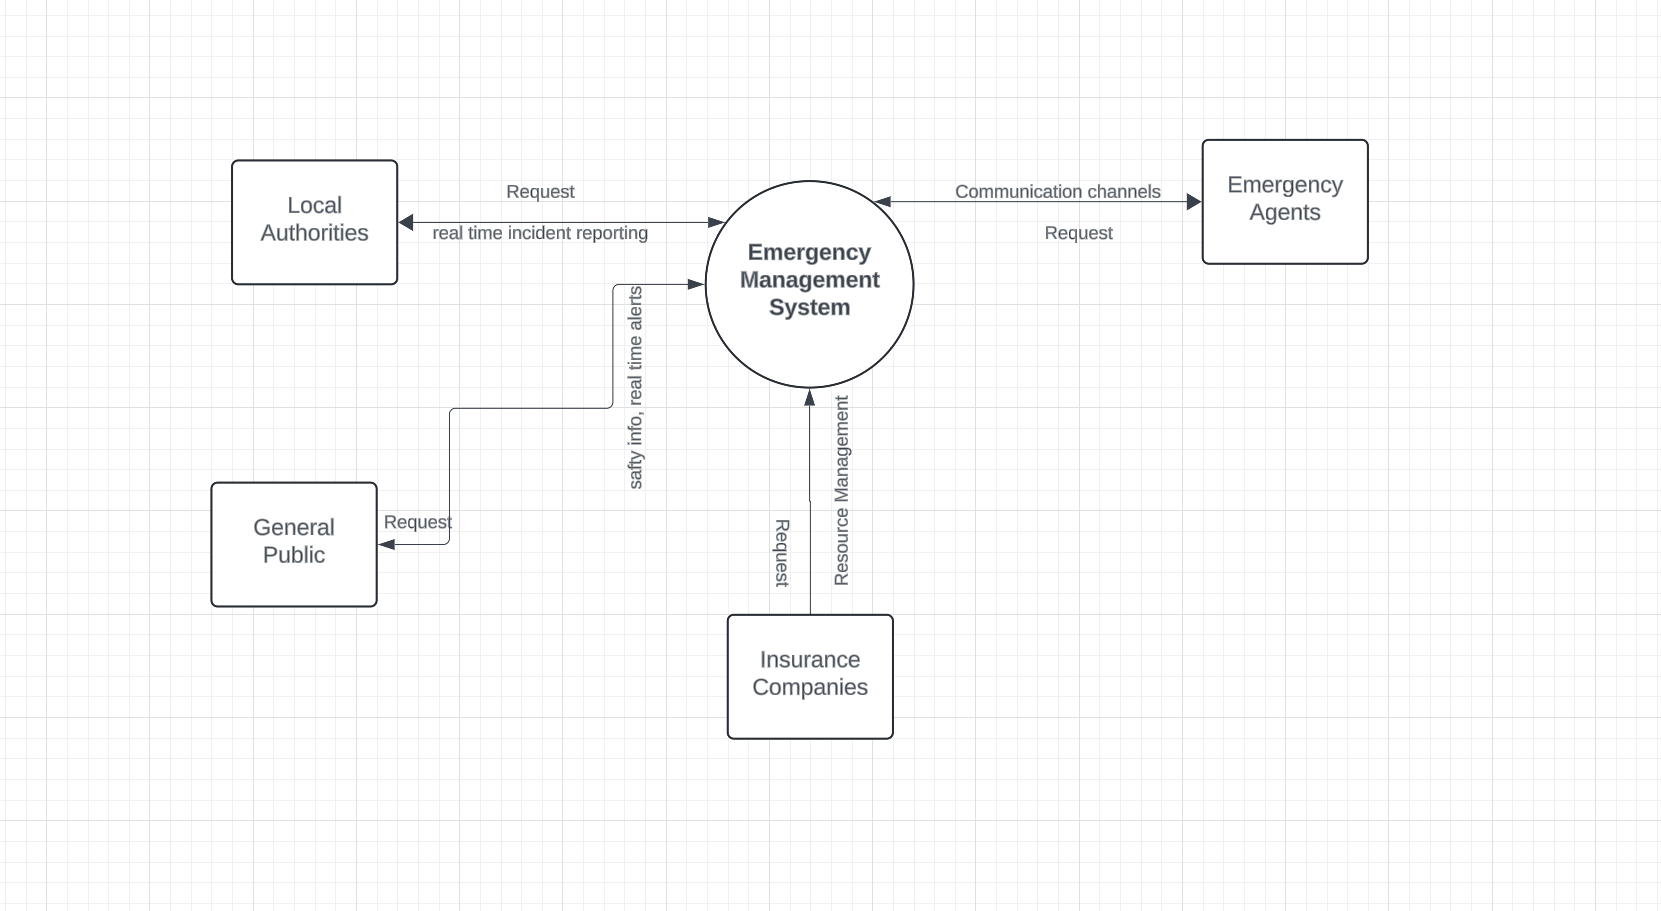 Local
Authorities
Request
real time incident reporting
Emergency
Management
System
Communication channels
Request
Emergency
Agents
safty info, real time alerts
General
Public
Request
Request
Resource Management
Insurance
Companies